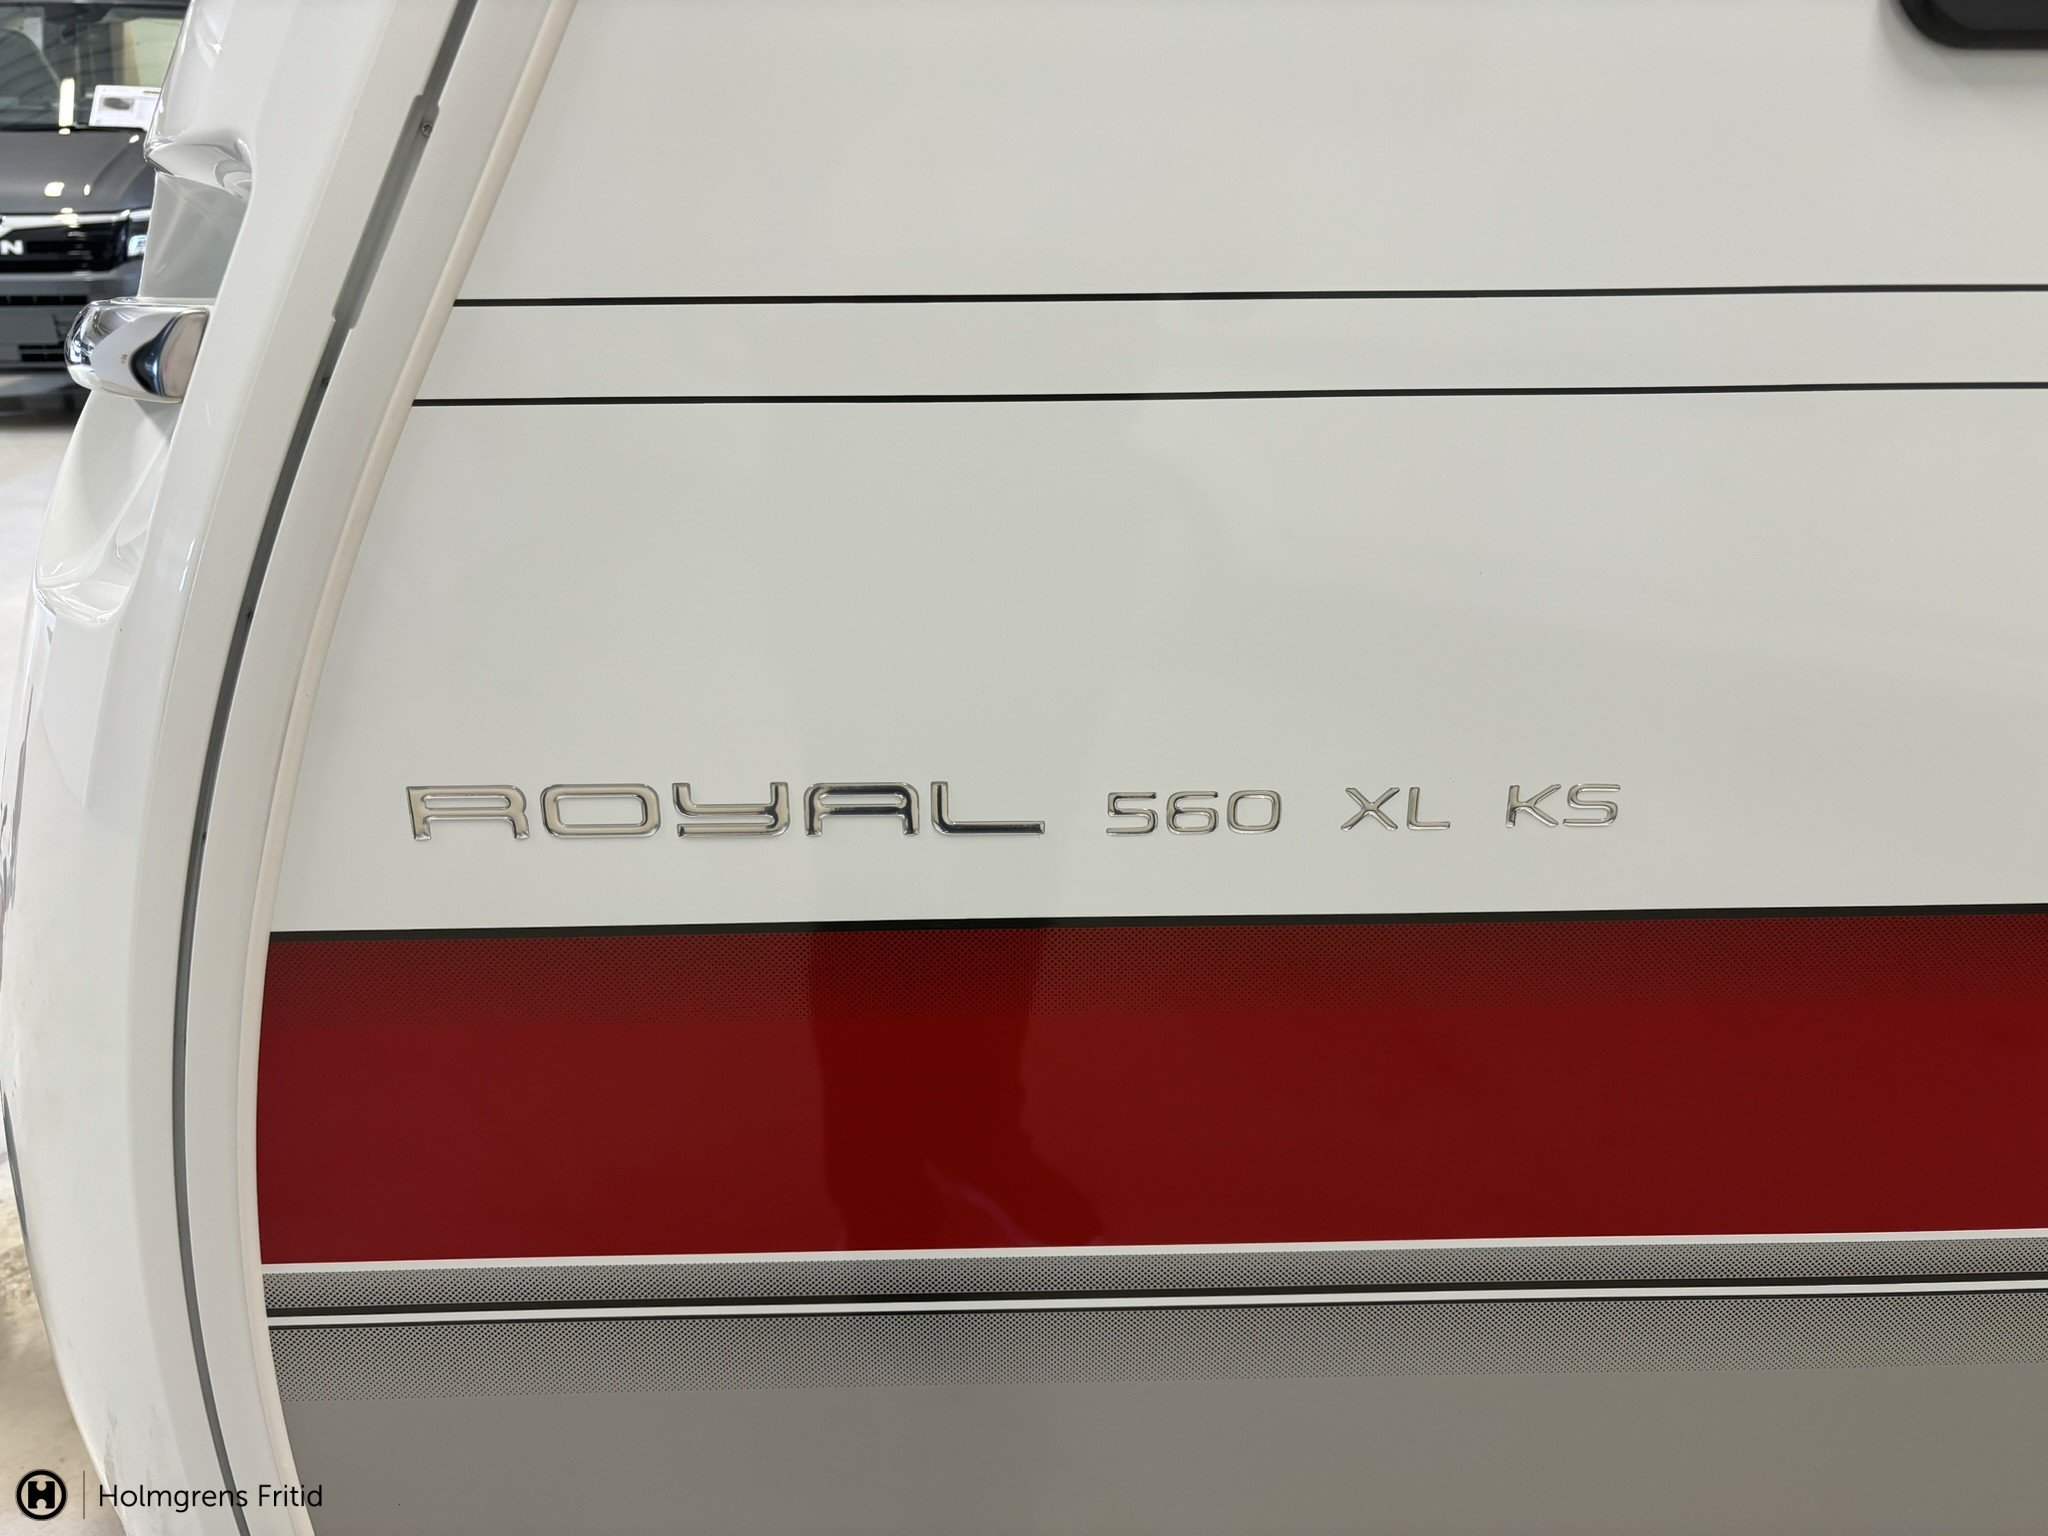 ROYAL 560 XL KS
H | Holmgrens Fritid